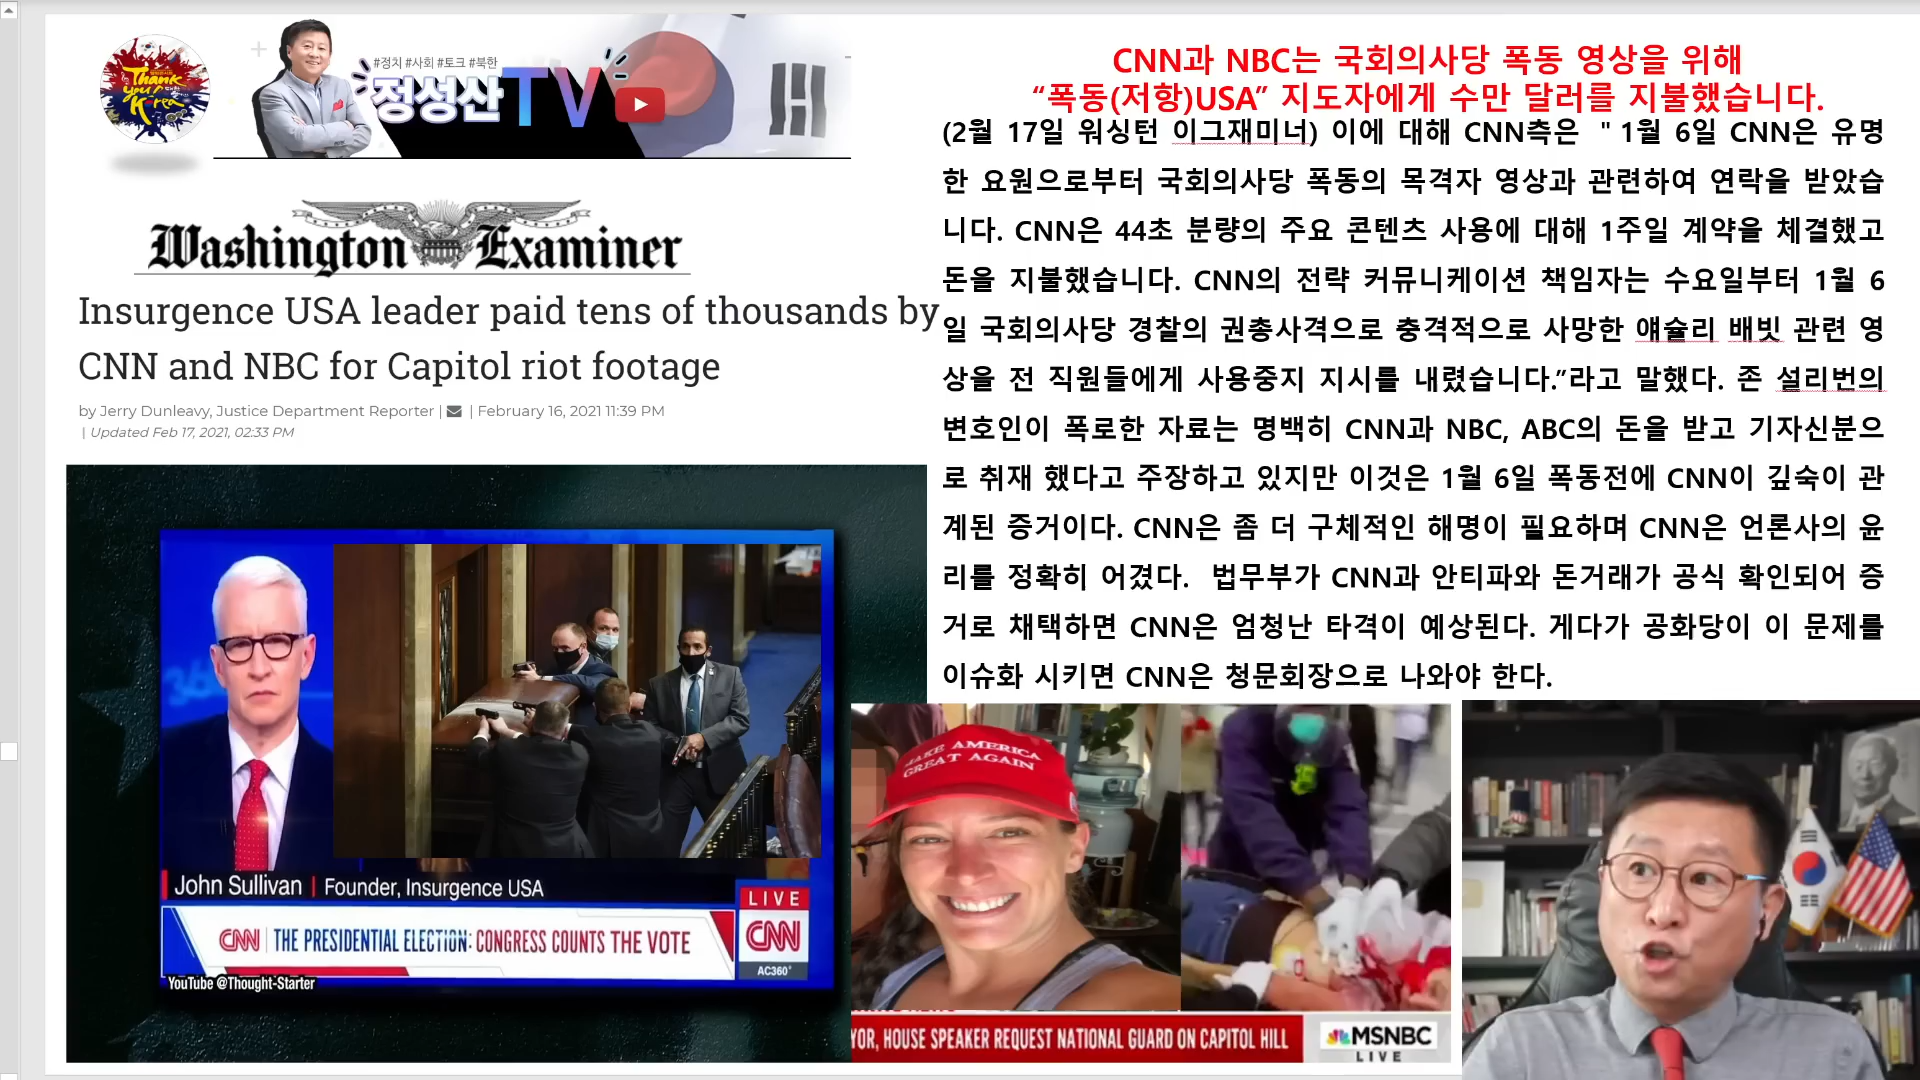 Thank
you
Korea
#정치 #사회 #토크 #북한
정성산TV
Washington Examiner
Insurgence USA leader paid tens of thousands by
CNN and NBC for Capitol riot footage
by Jerry Dunleavy, Justice Department Reporter | | February 16, 2021 11:39 PM
| Updated Feb 17, 2021, 02:33 PM
CNN과 NBC는 국회의사당 폭동 영상을 위해
“폭동(저항)USA” 지도자에게 수만 달러를 지불했습니다.
(2월 17일 워싱턴 이그재미너) 이에 대해 CNN측은 " 1월 6일 CNN은 유명
한 요원으로부터 국회의사당 폭동의 목격자 영상과 관련하여 연락을 받았습
니다. CNN은 44초 분량의 주요 콘텐츠 사용에 대해 1주일 계약을 체결했고
돈을 지불했습니다. CNN의 전략 커뮤니케이션 책임자는 수요일부터 1월 6
일 국회의사당 경찰의 권총사격으로 충격적으로 사망한 얘슐리 배빗 관련 영
상을 전 직원들에게 사용중지 지시를 내렸습니다.”라고 말했다. 존 설리번의
변호인이 폭로한 자료는 명백히 CNN과 NBC, ABC의 돈을 받고 기자신분으
로 취재 했다고 주장하고 있지만 이것은 1월 6일 폭동전에 CNN이 깊숙이 관
계된 증거이다. CNN은 좀 더 구체적인 해명이 필요하며 CNN은 언론사의 윤
리를 정확히 어겼다. 법무부가 CNN과 안티파와 돈거래가 공식 확인되어 증
거로 채택하면 CNN은 엄청난 타격이 예상된다. 게다가 공화당이 이 문제를
이슈화 시키면 CNN은 청문회장으로 나와야 한다.
360
John Sullivan | Founder, Insurgence USA
LIVE
CNN | THE PRESIDENTIAL ELECTION: CONGRESS COUNTS THE VOTE
CNN
AC360°
YouTube @Thought-Starter
MAKE AMERICA
GREAT AGAIN
YOR, HOUSE SPEAKER REQUEST NATIONAL GUARD ON CAPITOL HILL
MSNBC
LIVE